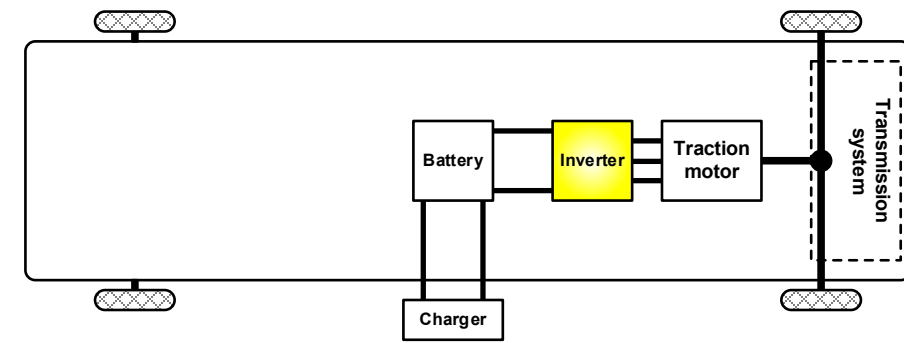 Battery
Inverter
Traction
motor
Transmission
system
Charger